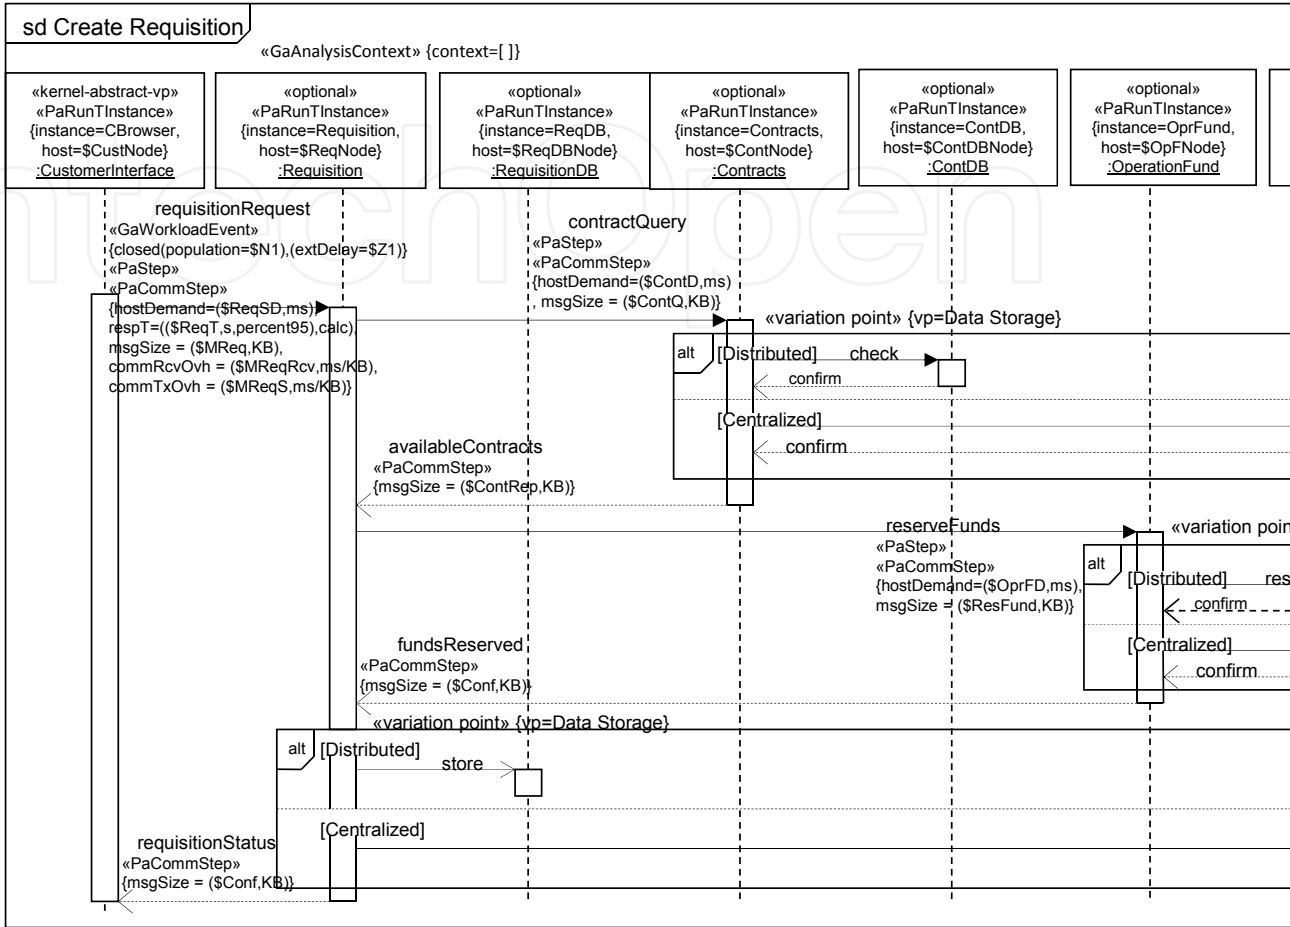 sd Create Requisition
«GaAnalysisContext» {context=[ ]}
«kernel-abstract-vp»
«PaRunTInstance»
{instance=CBrowser,
host=$CustNode}
:CustomerInterface
«optional»
«PaRunTInstance»
{instance=Requisition,
host=$ReqNode}
:Requisition
«optional»
«PaRunTInstance»
{instance=ReqDB,
host=$ReqDBNode}
:RequisitionDB
«optional»
«PaRunTInstance»
{instance=Contracts,
host=$ContNode}
:Contracts
«optional»
«PaRunTInstance»
{instance=ContDB,
host=$ContDBNode}
:ContDB
«optional»
«PaRunTInstance»
{instance=OprFund,
host=$OpFNode}
:OperationFund
ntechOpen
requisitionRequest
«GaWorkloadEvent»
{closed(population=$N1),(extDelay=$Z1)}
«PaStep»
«PaCommStep»
{hostDemand=($ReqSD,ms),
respT=(($ReqT,s,percent95),calc),
msgSize = ($MReq,KB),
commRcvOvh = ($MReqRcv,ms/KB),
commTxOvh = ($MReqS,ms/KB)}
contractQuery
«PaStep»
«PaCommStep»
{hostDemand=($ContD,ms)
, msgSize = ($ContQ,KB)}
«variation point» {vp=Data Storage}
alt
[Distributed]
check
confirm
[Centralized]
confirm
availableContracts
«PaCommStep»
{msgSize = ($ContRep,KB)}
reserveFunds
«PaStep»
«PaCommStep»
{hostDemand=($OprFD,ms),
msgSize = ($ResFund,KB)}
«variation poin
alt
[Distributed]
res
confirm
[Centralized]
confirm
fundsReserved
«PaCommStep»
{msgSize = ($Conf,KB)}
«variation point» {vp=Data Storage}
alt
[Distributed]
store
[Centralized]
requisitionStatus
«PaCommStep»
{msgSize = ($Conf,KB)}